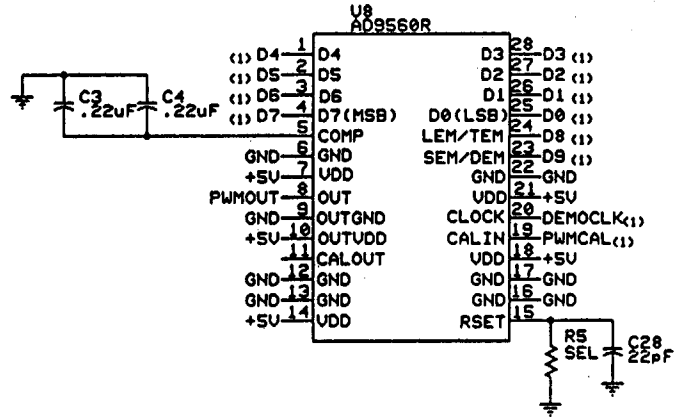 U8
AD9560R
(1) D4 1 D4 D3 28 D3 (1)
(1) D5 2 D5 D2 27 D2 (1)
(1) D6 3 D6 D1 26 D1 (1)
(1) D7 4 D7(MSB) D0(LSB) 25 D0 (1)
C3 .22uF C4 .22uF
5 COMP LEM/TEM 24 D8 (1)
GND 6 GND SEM/DEM 23 D9 (1)
+5V 7 VDD GND 22 GND
PWMOUT 8 OUT VDD 21 +5V
GND 9 OUTGND CLOCK 20 DEMOCLK(1)
+5V 10 OUTVDD CALIN 19 PWMCAL(1)
11 CALOUT VDD 18 +5V
GND 12 GND GND 17 GND
GND 13 GND GND 16 GND
+5V 14 VDD RSET 15
R5 SEL
C28 22pF